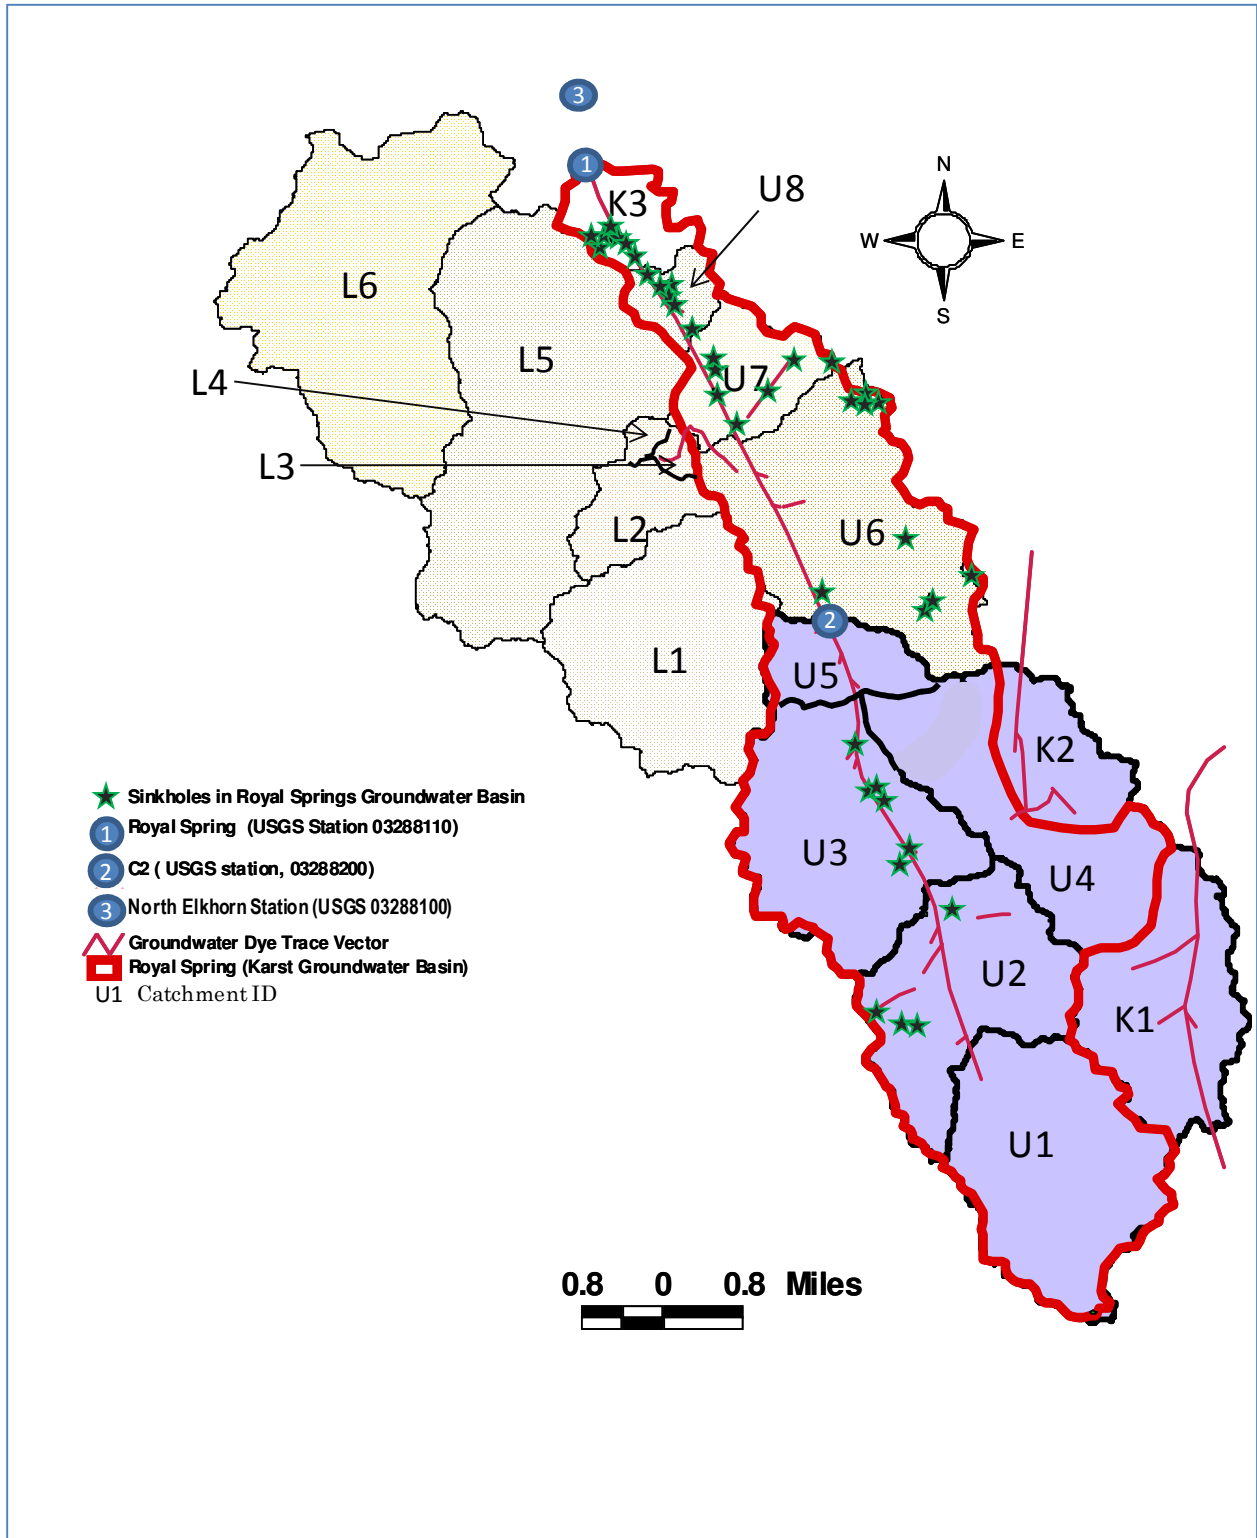 3
1
K3
U8
N
W
E
S
L6
L5
L4
U7
L3
L2
U6
2
L1
U5
K2
U3
U4
U2
K1
U1
Sinkholes in Royal Springs Groundwater Basin
1 Royal Spring (USGS Station 03288110)
2 C2 ( USGS station, 03288200)
3 North Elkhorn Station (USGS 03288100)
Groundwater Dye Trace Vector
Royal Spring (Karst Groundwater Basin)
U1 Catchment ID
0.8 0 0.8 Miles